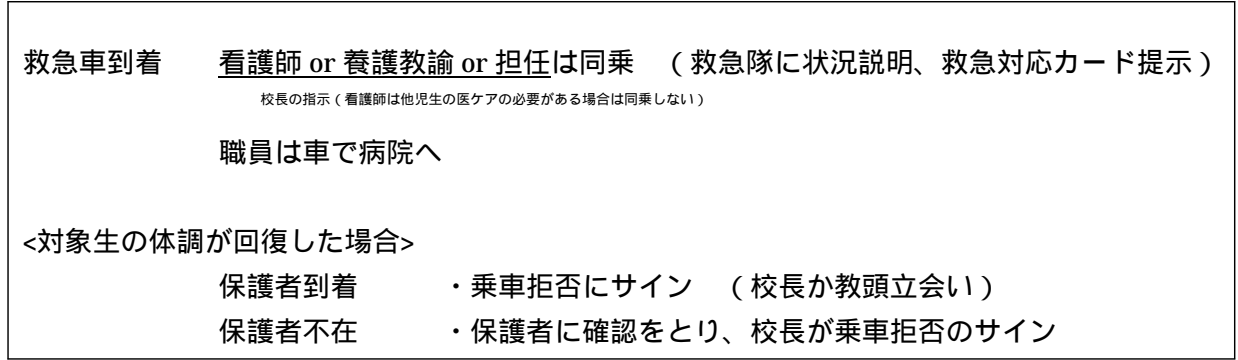 救急車到着 看護師 or 養護教諭 or 担任は同乗 (救急隊に状況説明、救急対応カード提示)
校長の指示(看護師は他児生の医ケアの必要がある場合は同乗しない)
職員は車で病院へ
<対象生の体調が回復した場合>
保護者到着 ・乗車拒否にサイン (校長か教頭立会い)
保護者不在 ・保護者に確認をとり、校長が乗車拒否のサイン